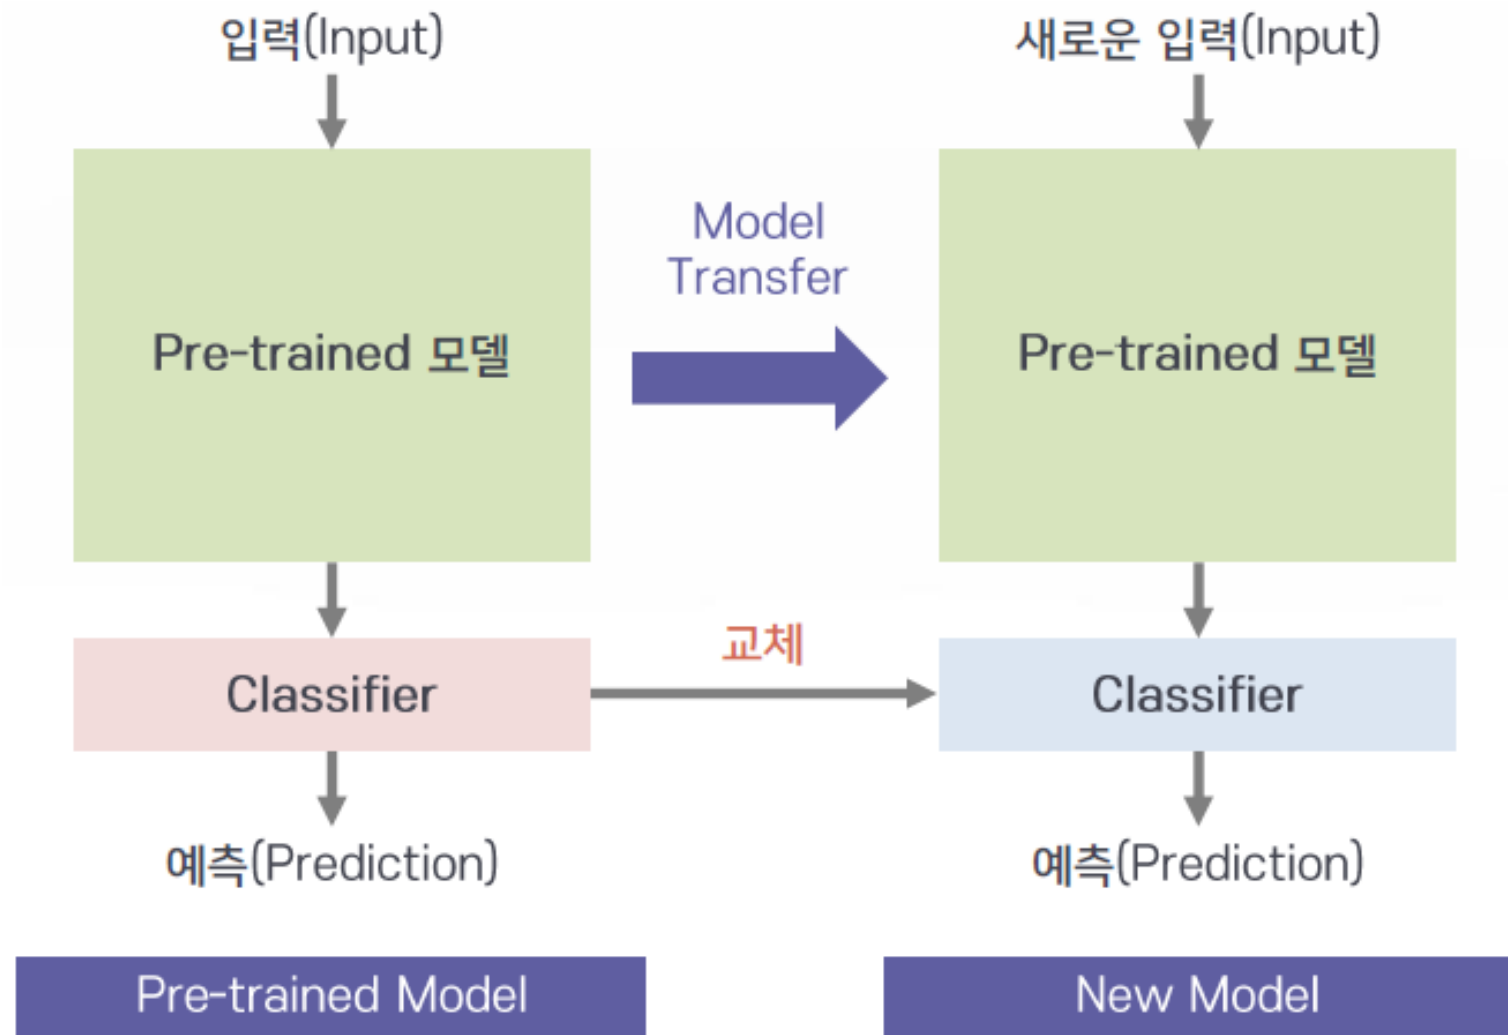 입력(Input)
새로운 입력(Input)
Pre-trained 모델
Model
Transfer
Pre-trained 모델
교체
Classifier
Classifier
예측(Prediction)
예측(Prediction)
Pre-trained Model
New Model